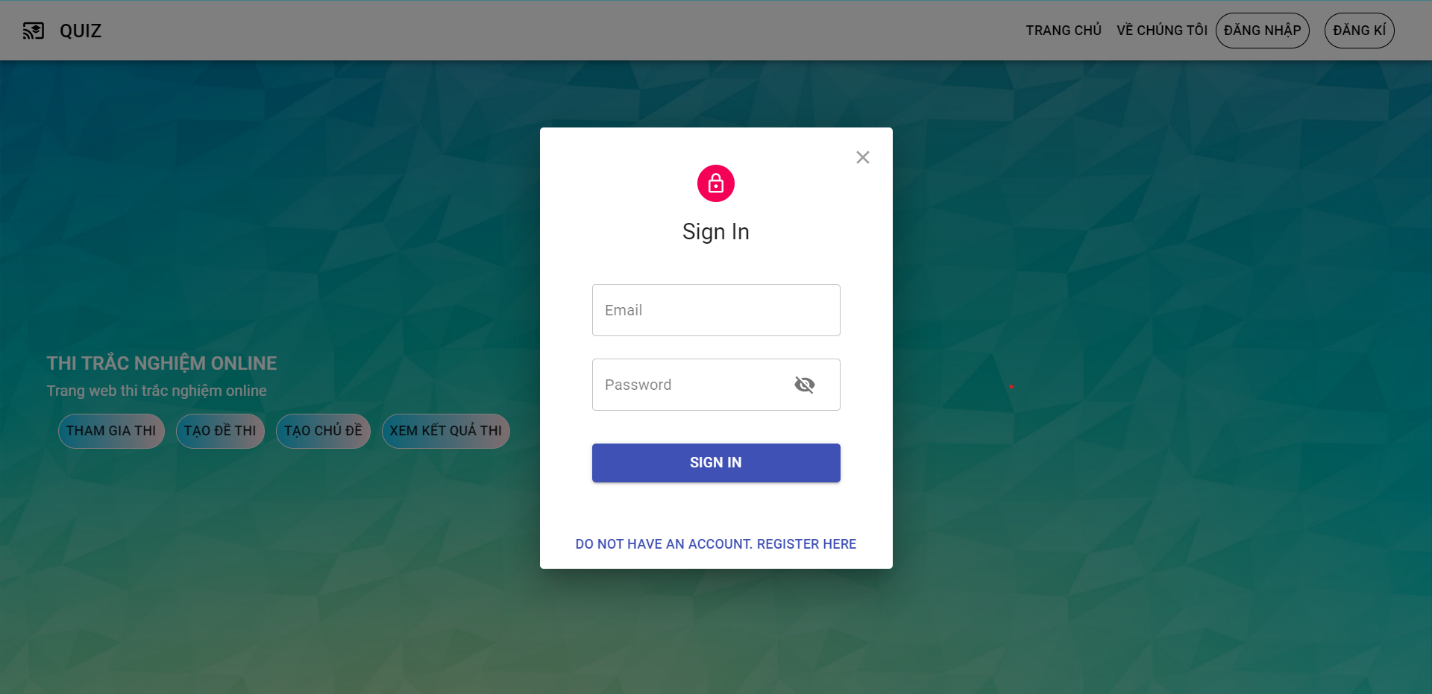 QUIZ
TRANG CHỦ
VỀ CHÚNG TÔI
ĐĂNG NHẬP
ĐĂNG KÍ
Sign In
Email
Password
SIGN IN
DO NOT HAVE AN ACCOUNT. REGISTER HERE
THI TRẮC NGHIỆM ONLINE
Trang web thi trắc nghiệm online
THAM GIA THI
TẠO ĐỀ THI
TẠO CHỦ ĐỀ
XEM KẾT QUẢ THI